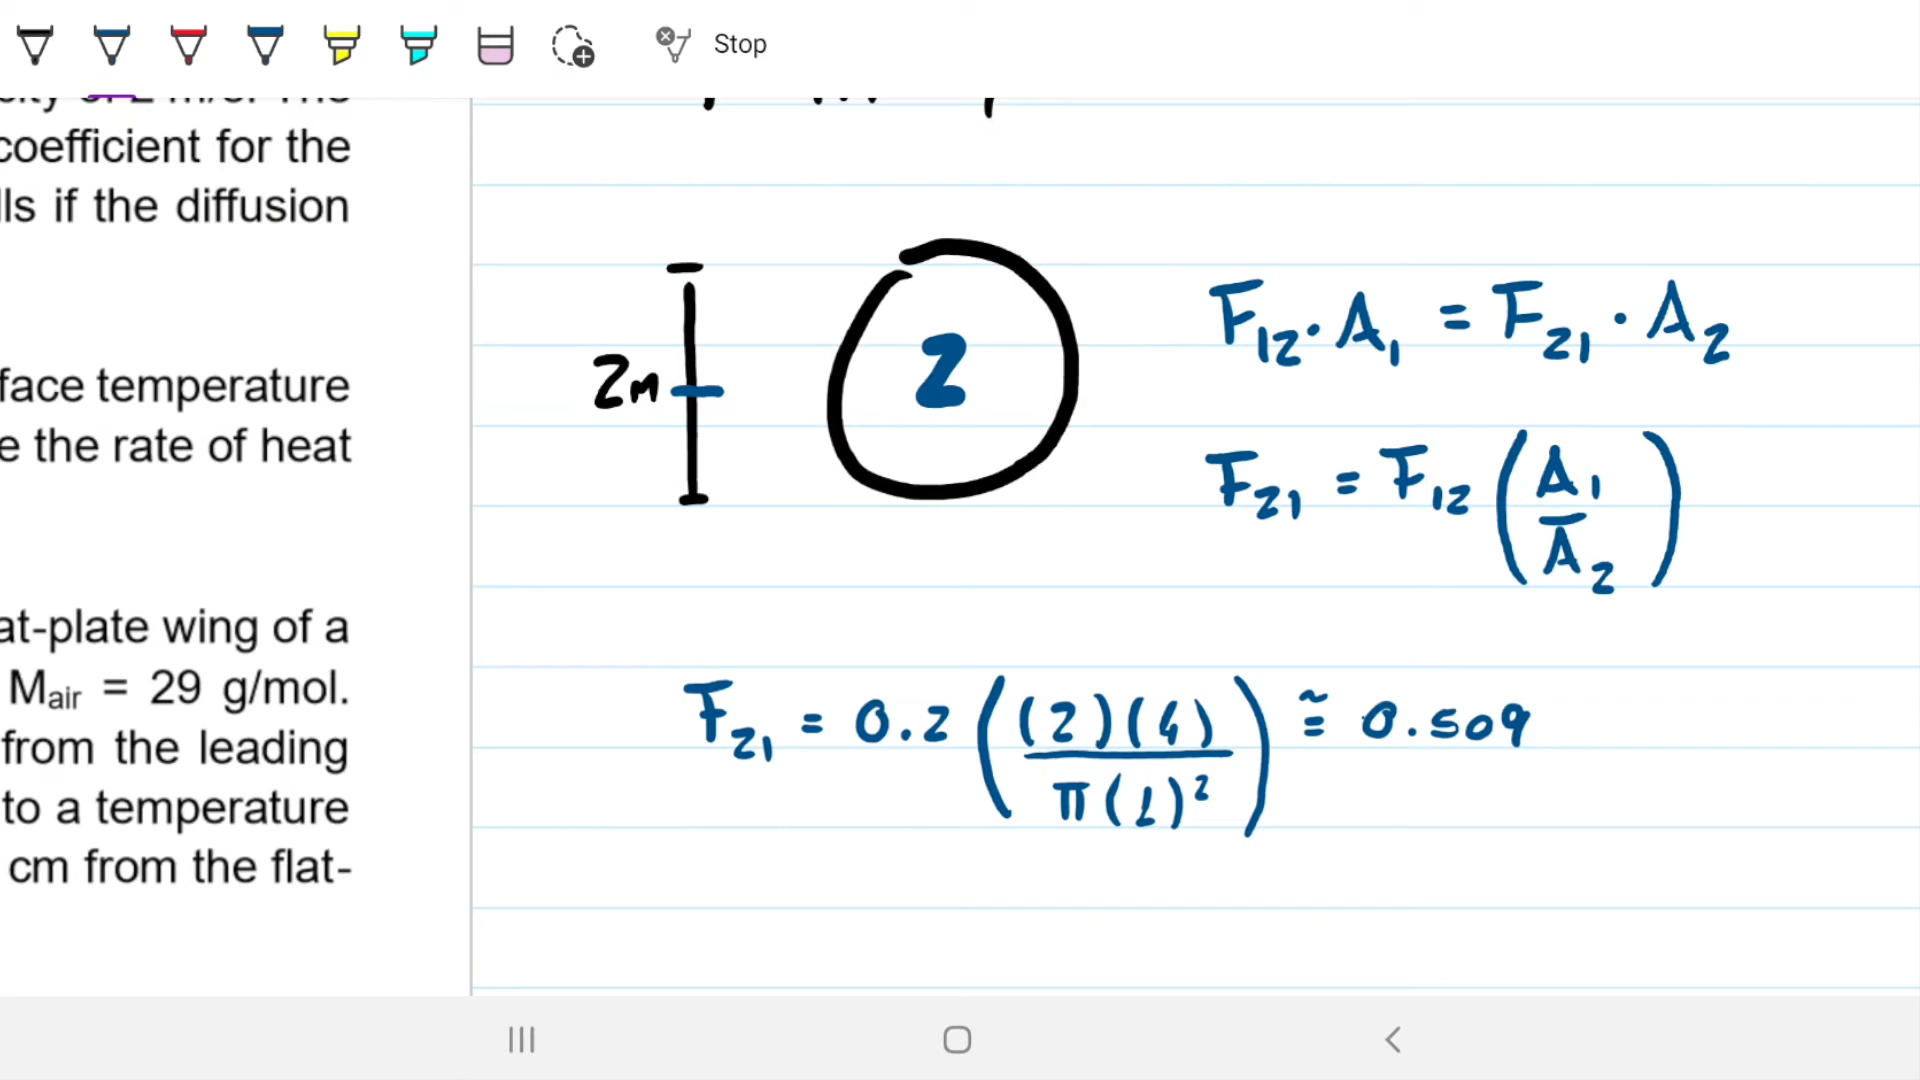 Stop
coefficient for the
lls if the diffusion
face temperature
e the rate of heat
at-plate wing of a
Mair = 29 g/mol.
from the leading
to a temperature
cm from the flat-
2m
2
F12 · A1 = F21 · A2
F21 = F12 (A1/A2)
F21 = 0.2 ((2)(4)/π(1)²) ≅ 0.509